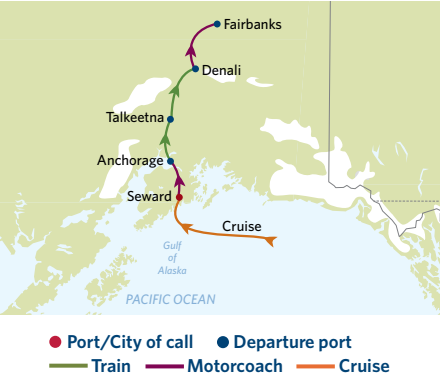 Fairbanks
Denali
Talkeetna
Anchorage
Seward
Cruise
Gulf
of
Alaska
PACIFIC OCEAN
Port/City of call
Departure port
Train
Motorcoach
Cruise